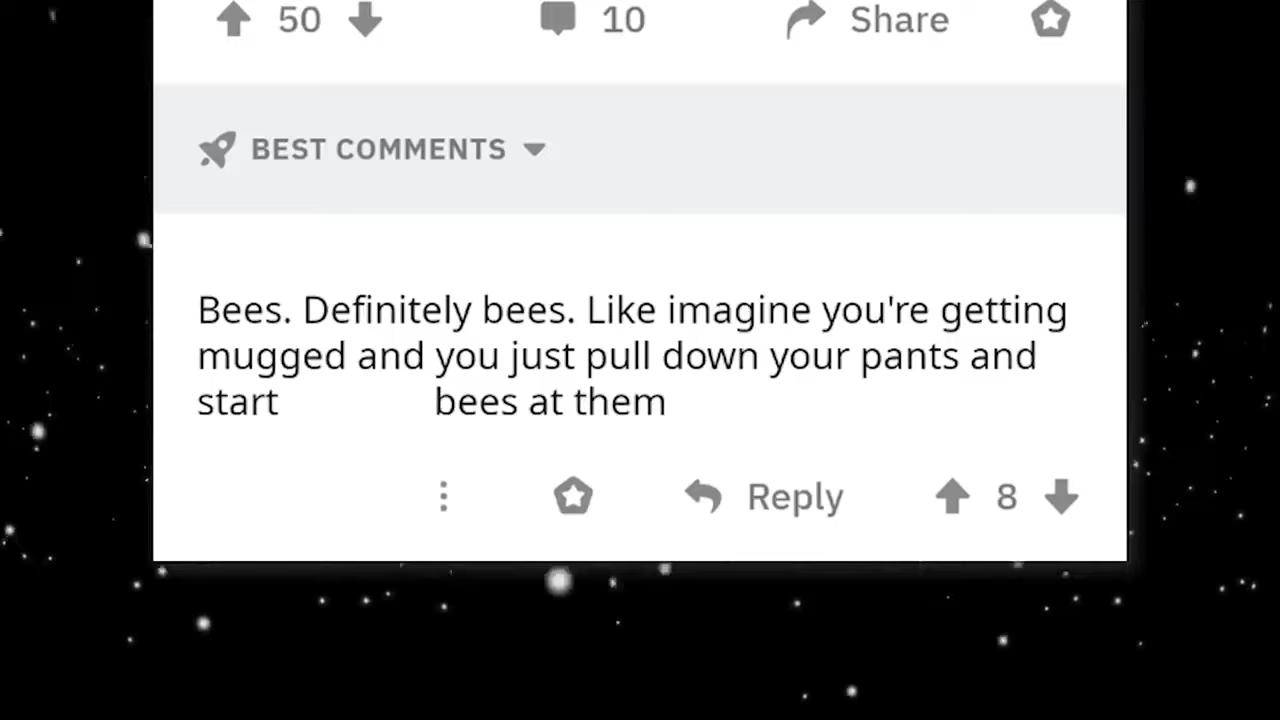 50 10 Share
BEST COMMENTS
Bees. Definitely bees. Like imagine you're getting
mugged and you just pull down your pants and
start bees at them
Reply 8